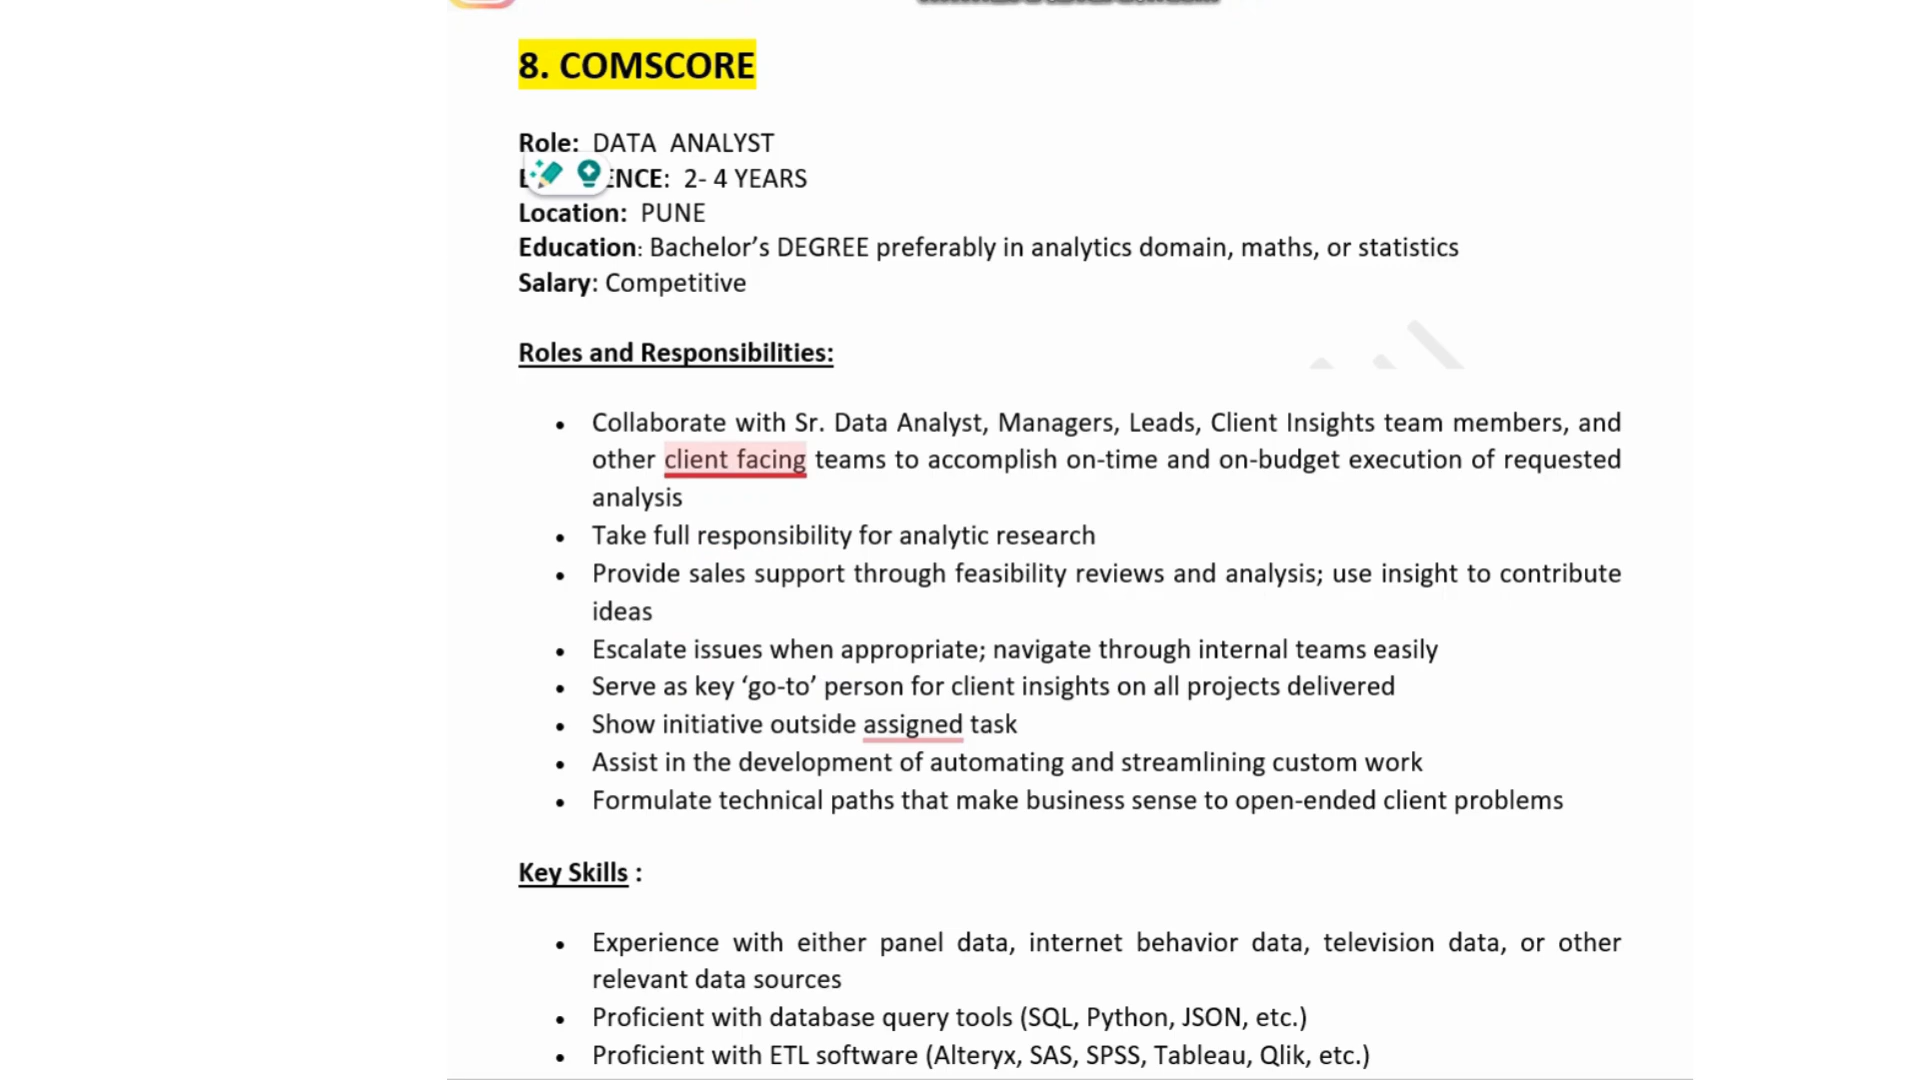 8. COMSCORE
Role: DATA ANALYST
ENCE: 2- 4 YEARS
Location: PUNE
Education: Bachelor’s DEGREE preferably in analytics domain, maths, or statistics
Salary: Competitive
Roles and Responsibilities:
• Collaborate with Sr. Data Analyst, Managers, Leads, Client Insights team members, and
other client facing teams to accomplish on-time and on-budget execution of requested
analysis
• Take full responsibility for analytic research
• Provide sales support through feasibility reviews and analysis; use insight to contribute
ideas
• Escalate issues when appropriate; navigate through internal teams easily
• Serve as key ‘go-to’ person for client insights on all projects delivered
• Show initiative outside assigned task
• Assist in the development of automating and streamlining custom work
• Formulate technical paths that make business sense to open-ended client problems
Key Skills :
• Experience with either panel data, internet behavior data, television data, or other
relevant data sources
• Proficient with database query tools (SQL, Python, JSON, etc.)
• Proficient with ETL software (Alteryx, SAS, SPSS, Tableau, Qlik, etc.)